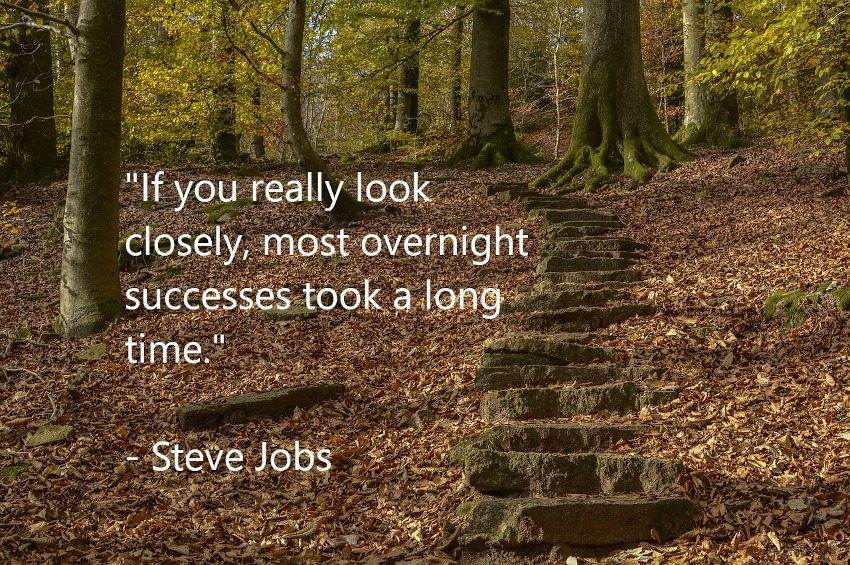 "If you really look
closely, most overnight
successes took a long
time."
- Steve Jobs